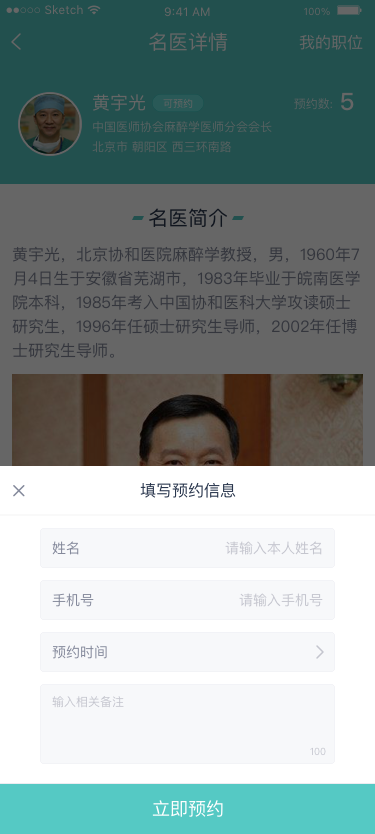 Sketch
9:41 AM
100%
名医详情
我的职位
黄宇光
可预约
预约数: 5
中国医师协会麻醉学医师分会会长
北京市 朝阳区 西三环南路
名医简介
黄宇光，北京协和医院麻醉学教授，男，1960年7
月4日生于安徽省芜湖市，1983年毕业于皖南医学
院本科，1985年考入中国协和医科大学攻读硕士
研究生，1996年任硕士研究生导师，2002年任博
士研究生导师。
填写预约信息
姓名
请输入本人姓名
手机号
请输入手机号
预约时间
输入相关备注
100
立即预约